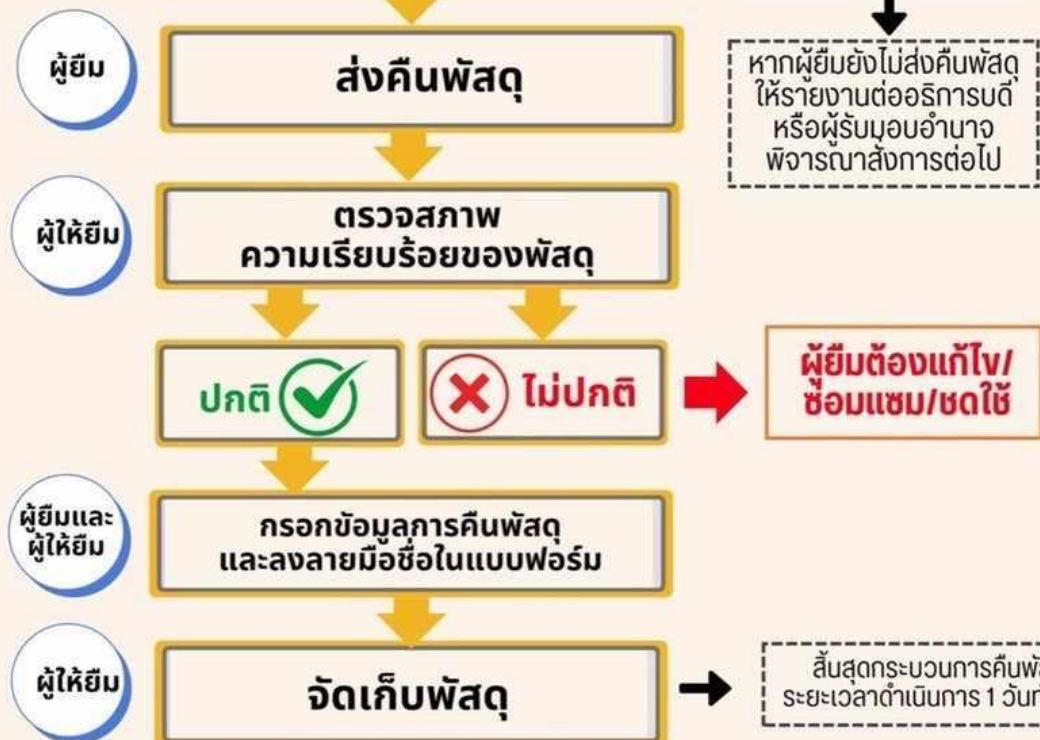 ผู้ยืม
ส่งคืนพัสดุ
หากผู้ยืมยังไม่ส่งคืนพัสดุ
ให้รายงานต่ออธิการบดี
หรือผู้รับมอบอำนาจ
พิจารณาสั่งการต่อไป
ผู้ให้ยืม
ตรวจสภาพ
ความเรียบร้อยของพัสดุ
ปกติ
ไม่ปกติ
ผู้ยืมต้องแก้ไข/
ซ่อมแซม/ชดใช้
ผู้ยืมและ
ผู้ให้ยืม
กรอกข้อมูลการคืนพัสดุ
และลงลายมือชื่อในแบบฟอร์ม
ผู้ให้ยืม
จัดเก็บพัสดุ
สิ้นสุดกระบวนการคืน
ระยะเวลาดำเนินการ 1 วัน